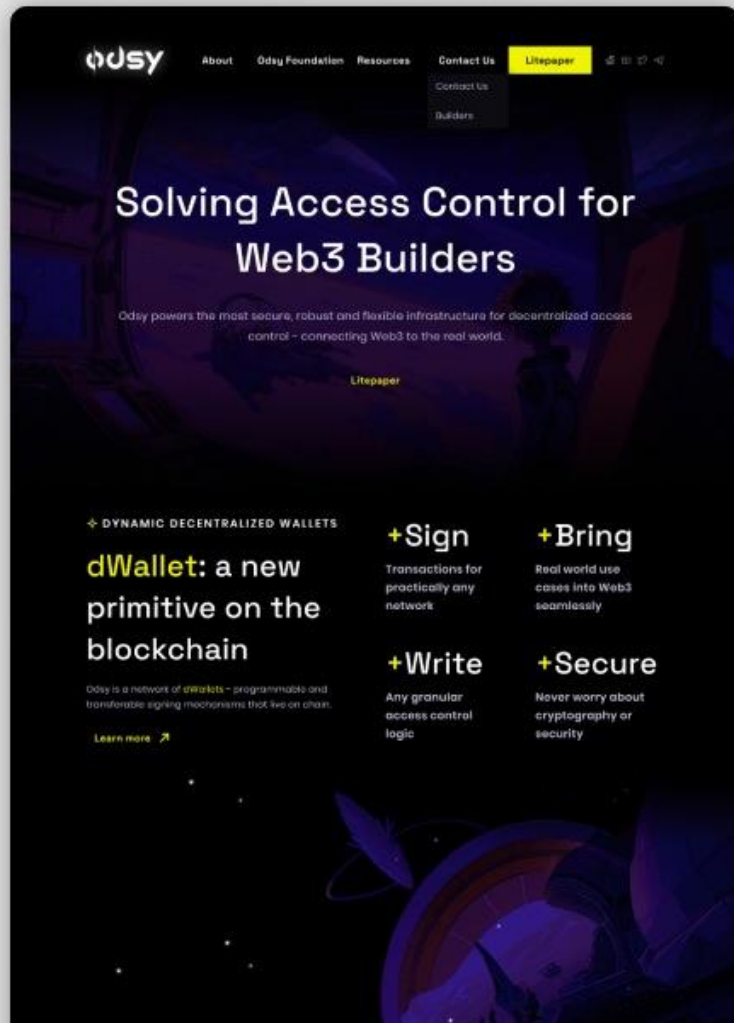 odsy
About
Odsy Foundation
Resources
Contact Us
Litepaper
Contact Us
Builders
Solving Access Control for
Web3 Builders
Odsy powers the most secure, robust and flexible infrastructure for decentralized access
control – connecting Web3 to the real world.
Litepaper
DYNAMIC DECENTRALIZED WALLETS
dWallet: a new
primitive on the
blockchain
Odsy is a network of dWallets – programmable and
transferable signing mechanisms that live on chain.
Learn more
+Sign
Transactions for
practically any
network
+Bring
Real world use
cases into Web3
seamlessly
+Write
Any granular
access control
logic
+Secure
Never worry about
cryptography or
security